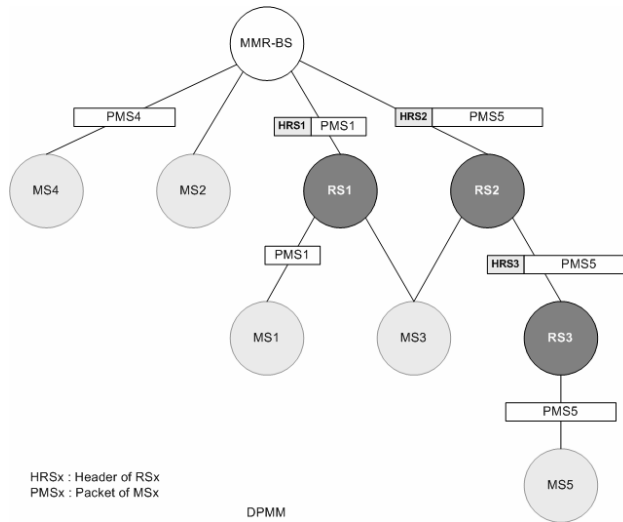 MMR-BS
PMS4
HRS1 PMS1
HRS2 PMS5
MS4
MS2
RS1
RS2
PMS1
HRS3 PMS5
MS1
MS3
RS3
PMS5
MS5
HRSx : Header of RSx
PMSx : Packet of MSx
DPMM